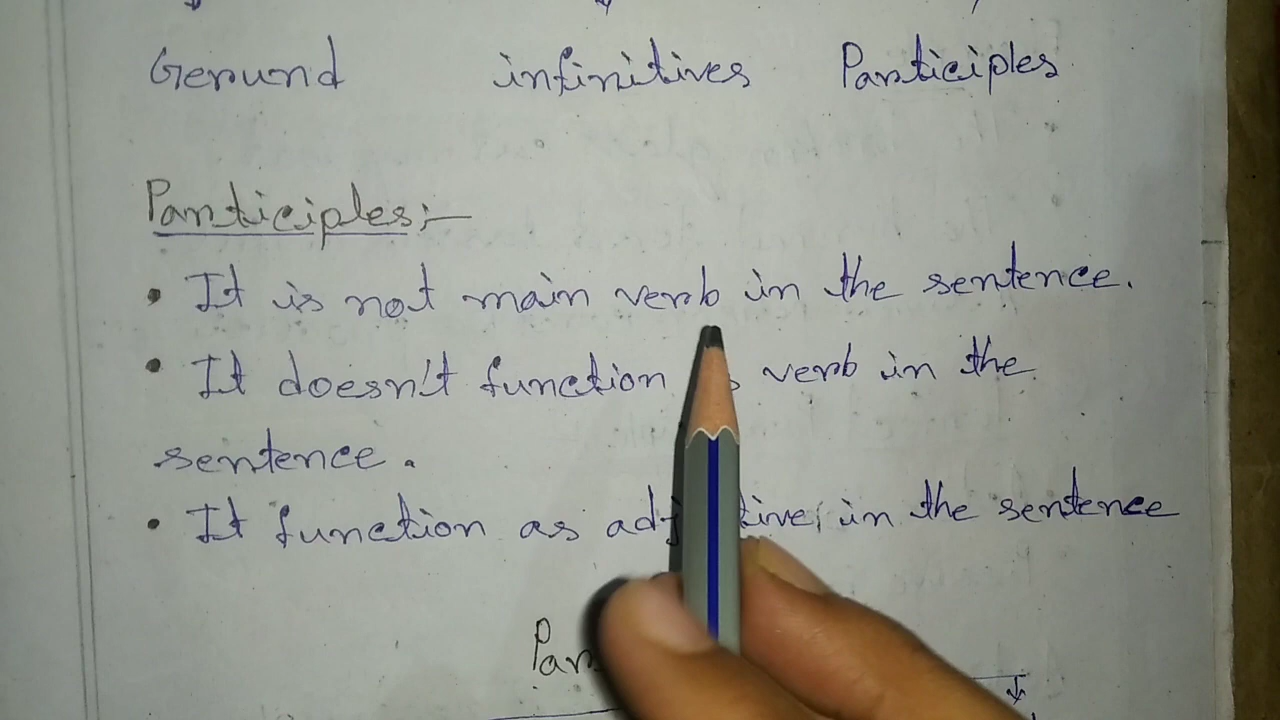 Gerund infinitives Participles
Participles:-
• It is not main verb in the sentence.
• It doesn't function verb in the
sentence.
• It function as in the sentence